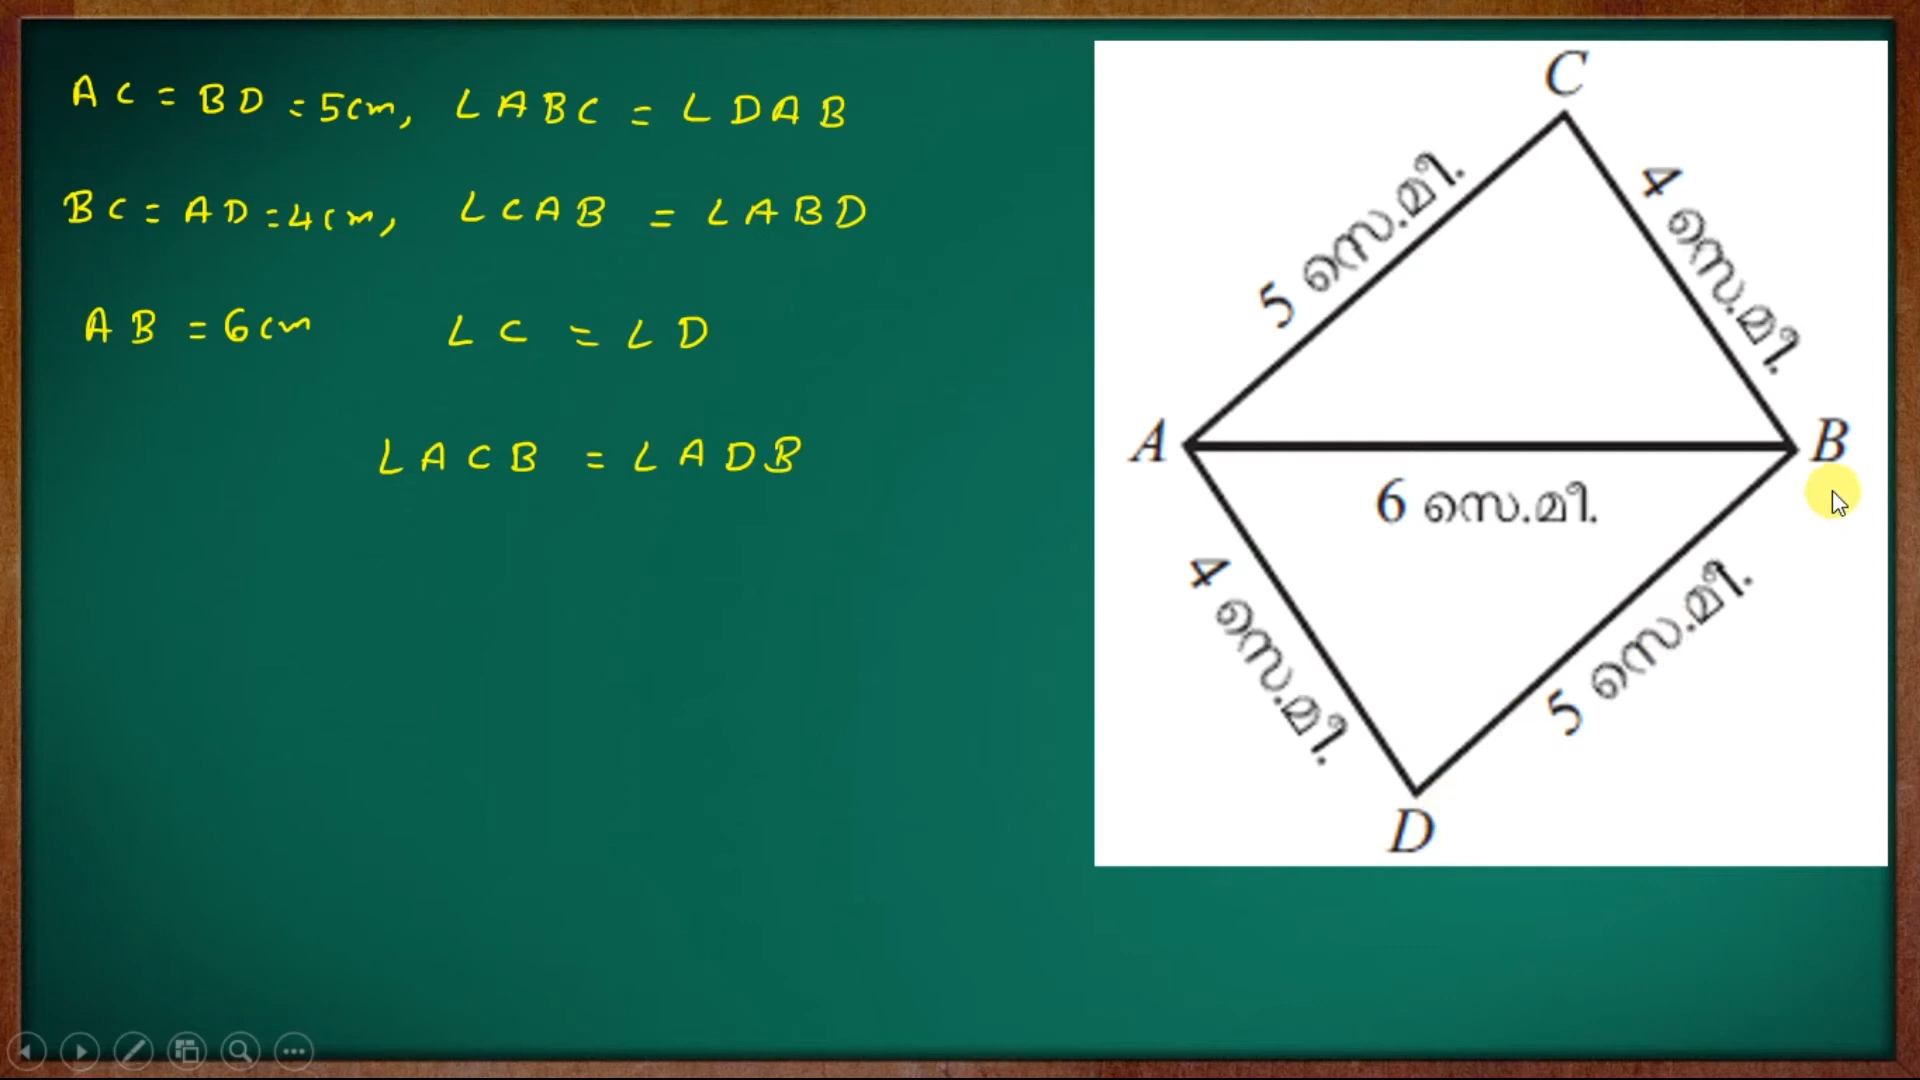 AC = BD = 5cm, ∠ABC = ∠DAB
BC = AD = 4cm, ∠CAB = ∠ABD
AB = 6cm ∠C = ∠D
∠ACB = ∠ADB
C
5 സെ.മീ.
4 സെ.മീ.
A
B
6 സെ.മീ.
4 സെ.മീ.
5 സെ.മീ.
D